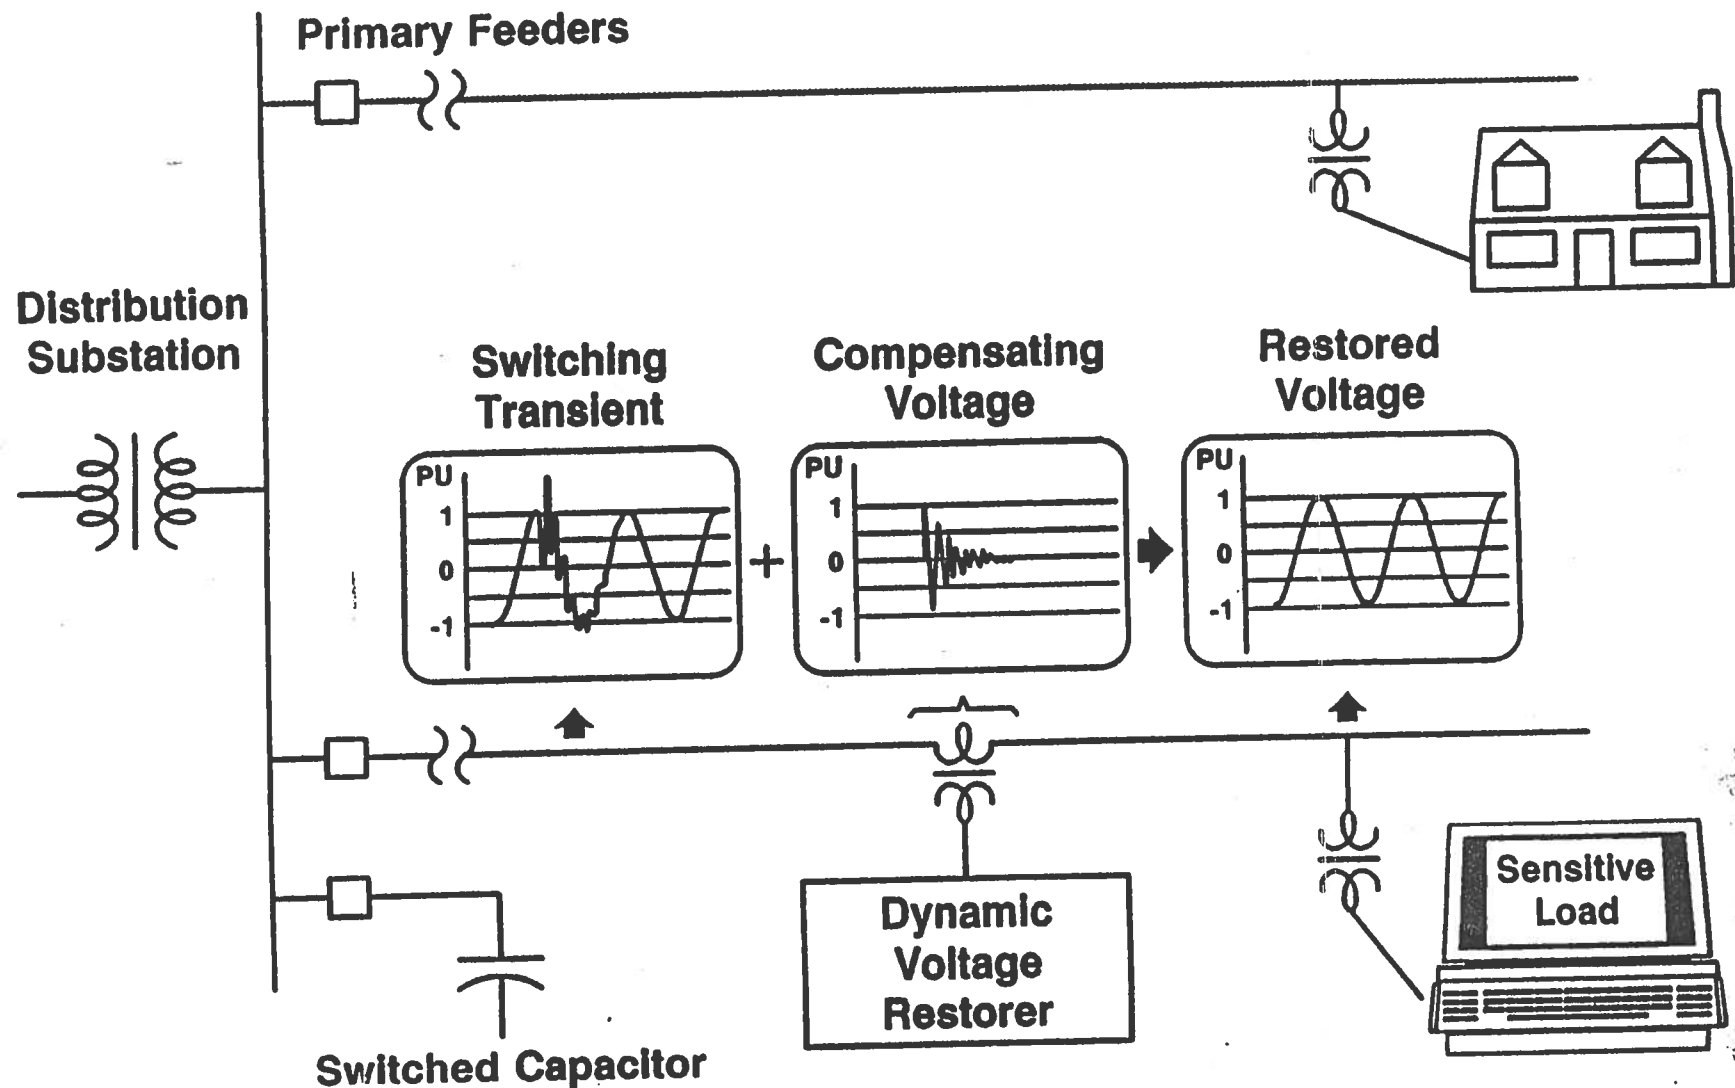 Primary Feeders
Distribution
Substation
Switching
Transient
Compensating
Voltage
Restored
Voltage
PU
1
0
-1
+
PU
1
0
-1
PU
1
0
-1
Dynamic
Voltage
Restorer
Sensitive
Load
Switched Capacitor